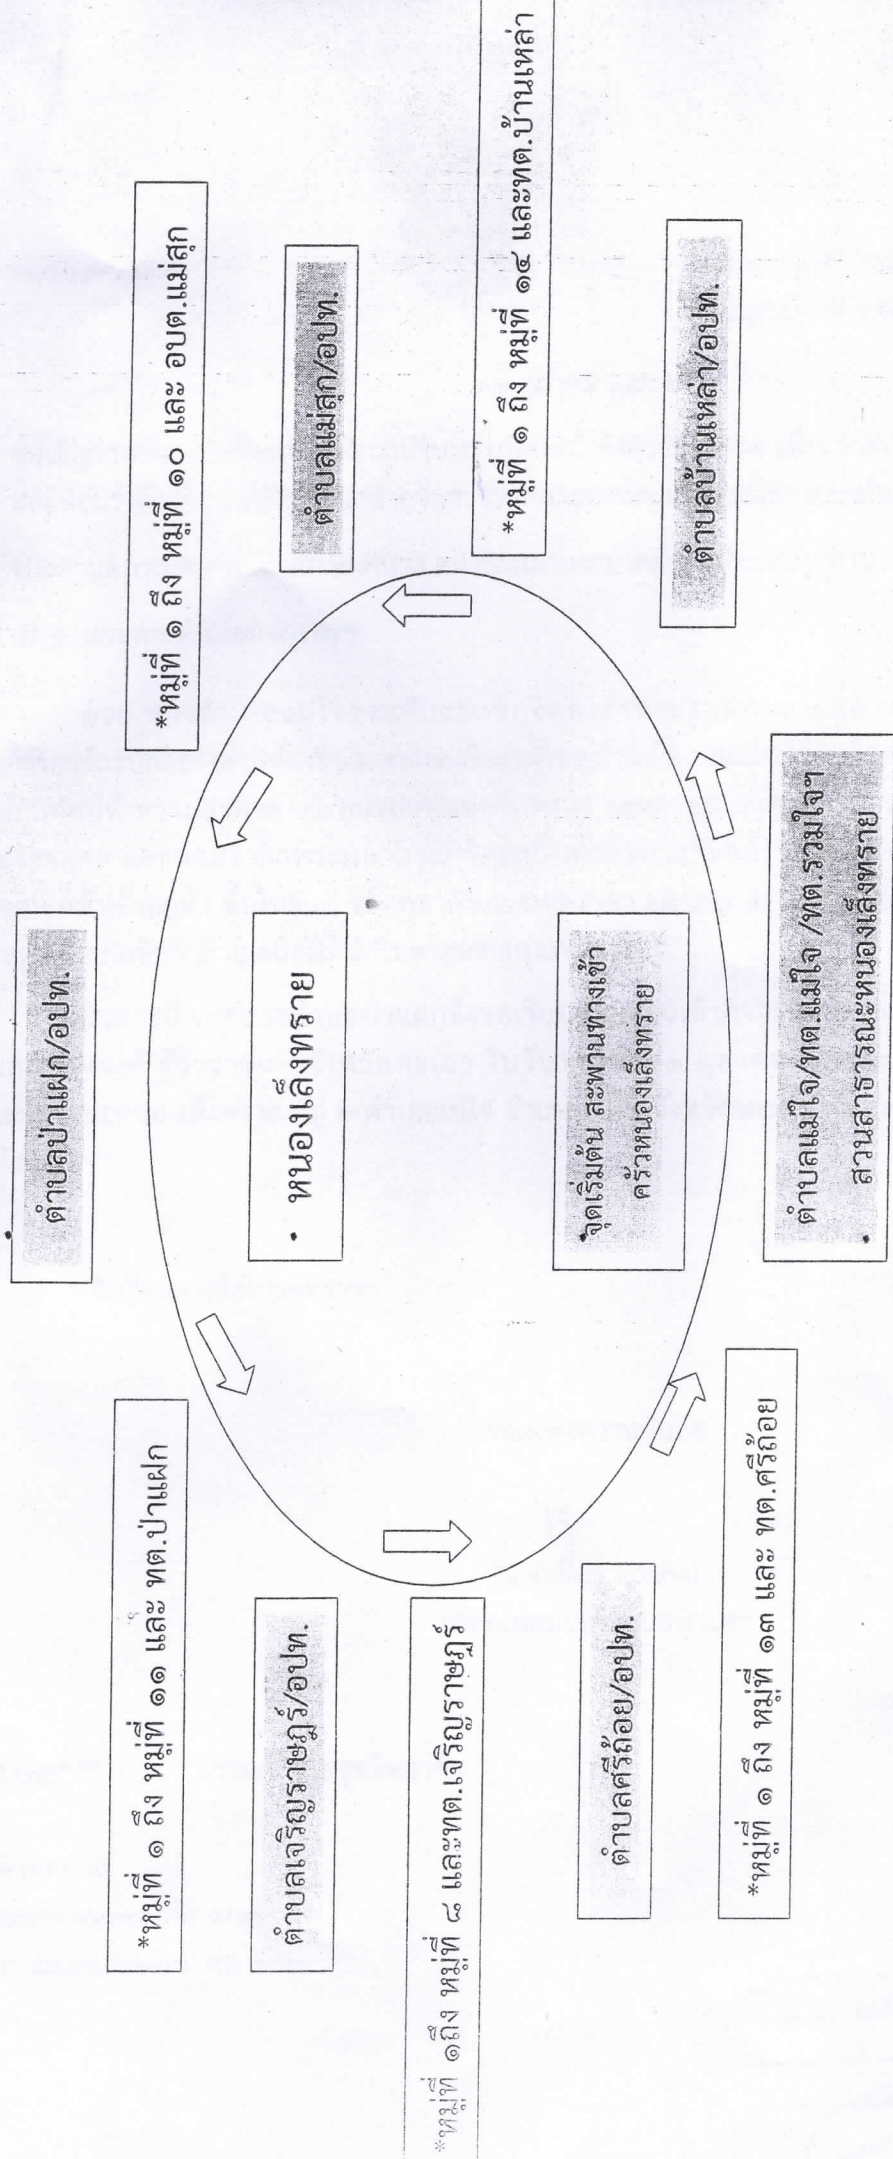 ตำบลป่าแฝก/อปท.
*หมู่ที่ ๑ ถึง หมู่ที่ ๑๐ และ อบต.แม่สุก
*หมู่ที่ ๑ ถึง หมู่ที่ ๑๑ และ ทต.ป่าแฝก
ตำบลแม่สุก/อปท.
ตำบลเจริญราษฎร์/อปท.
• หนองเล็งทราย
*หมู่ที่ ๑ถึง หมู่ที่ ๘ และทต.เจริญราษฎร์
*หมู่ที่ ๑ ถึง หมู่ที่ ๑๔ และทต.บ้านเหล่า
จุดเริ่มต้น สะพานทางเข้า
ครัวหนองเล็งทราย
ตำบลศรีถ้อย/อปท.
ตำบลบ้านเหล่า/อปท.
*หมู่ที่ ๑ ถึง หมู่ที่ ๑๓ และ ทต.ศรีถ้อย
ตำบลแม่ใจ/ทต.แม่ใจ /ทต.รวมใจฯ
สวนสาธารณะหนองเล็งทราย